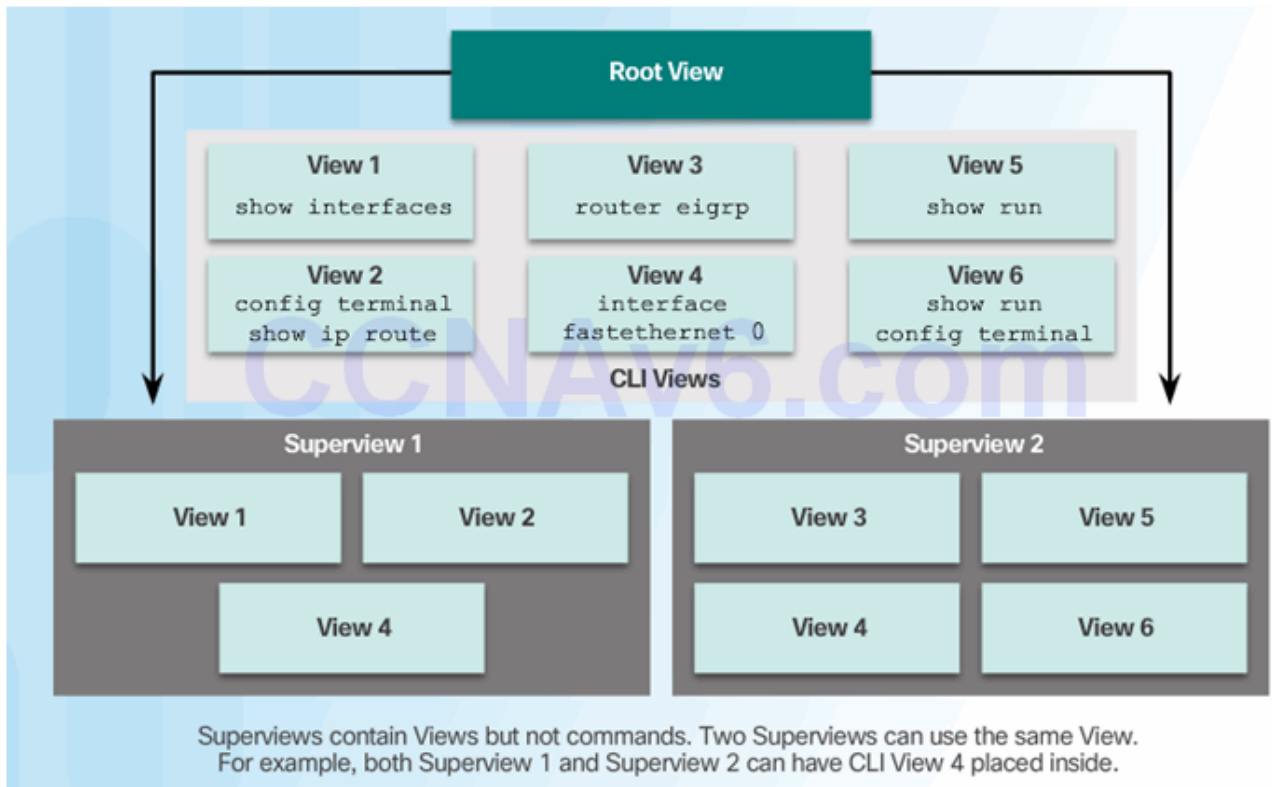 Root View
View 1
show interfaces
View 3
router eigrp
View 5
show run
View 2
config terminal
show ip route
View 4
interface
fastethernet 0
View 6
show run
config terminal
CLI Views
CCNAv6.com
Superview 1
View 1
View 2
View 4
Superview 2
View 3
View 5
View 4
View 6
Superviews contain Views but not commands. Two Superviews can use the same View.
For example, both Superview 1 and Superview 2 can have CLI View 4 placed inside.